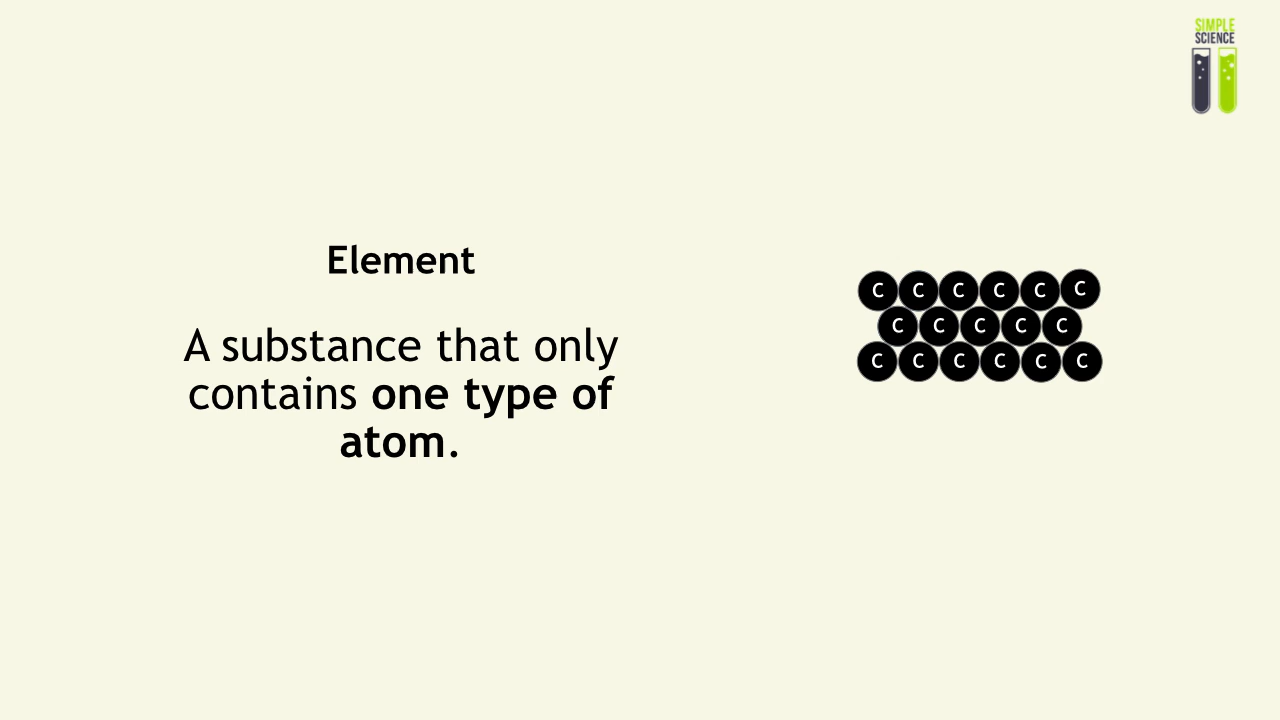 SIMPLE
SCIENCE
Element
A substance that only
contains one type of
atom.
C C C C C C
C C C C C
C C C C C C